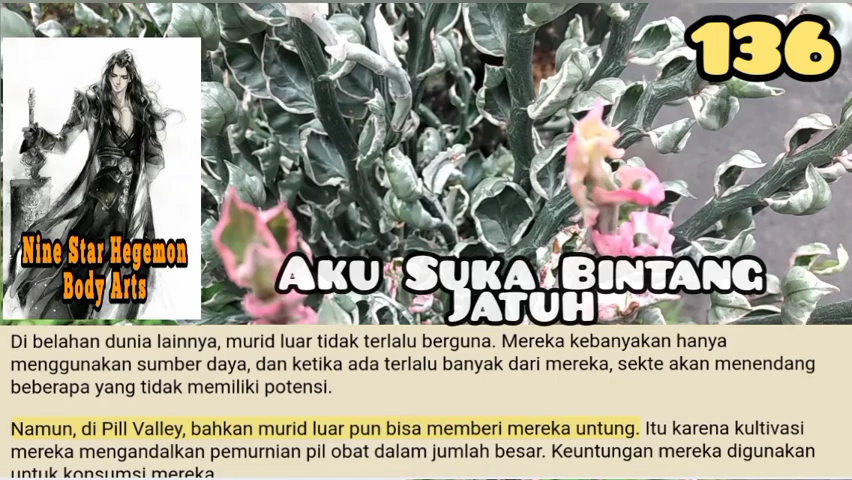 136
Nine Star Hegemon
Body Arts
Aku Suka Bintang
Jatuh
Di belahan dunia lainnya, murid luar tidak terlalu berguna. Mereka kebanyakan hanya
menggunakan sumber daya, dan ketika ada terlalu banyak dari mereka, sekte akan menendang
beberapa yang tidak memiliki potensi.
Namun, di Pill Valley, bahkan murid luar pun bisa memberi mereka untung. Itu karena kultivasi
mereka mengandalkan pemurnian pil obat dalam jumlah besar. Keuntungan mereka digunakan
untuk konsumsi mereka.